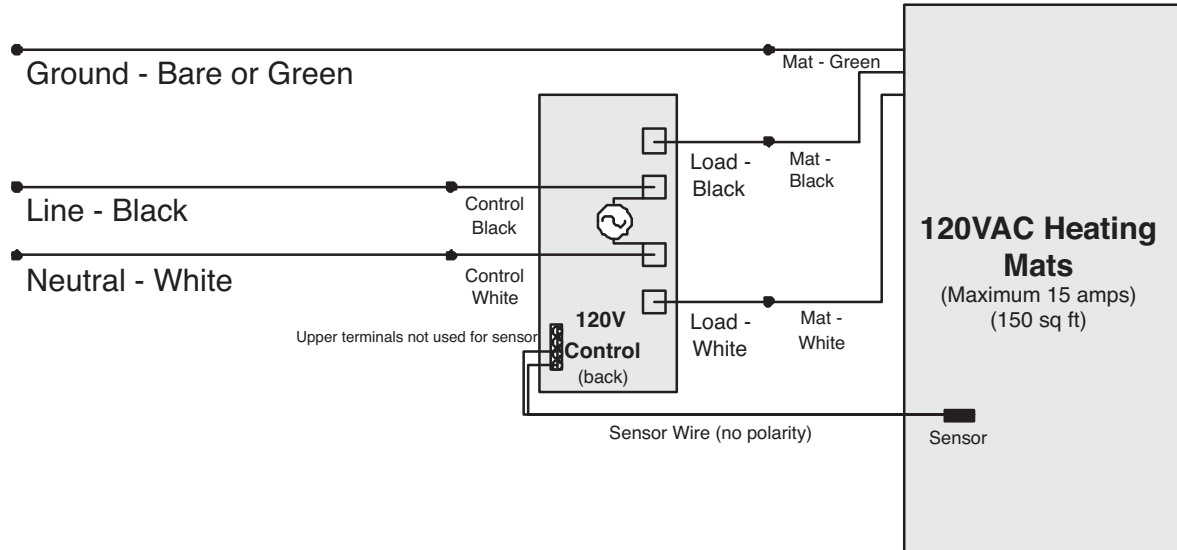 Ground - Bare or Green
Mat - Green
Load -
Black
Mat -
Black
Line - Black
Control
Black
Neutral - White
Control
White
Load -
White
Mat -
White
120V
Control
(back)
Upper terminals not used for sensor
120VAC Heating
Mats
(Maximum 15 amps)
(150 sq ft)
Sensor Wire (no polarity)
Sensor